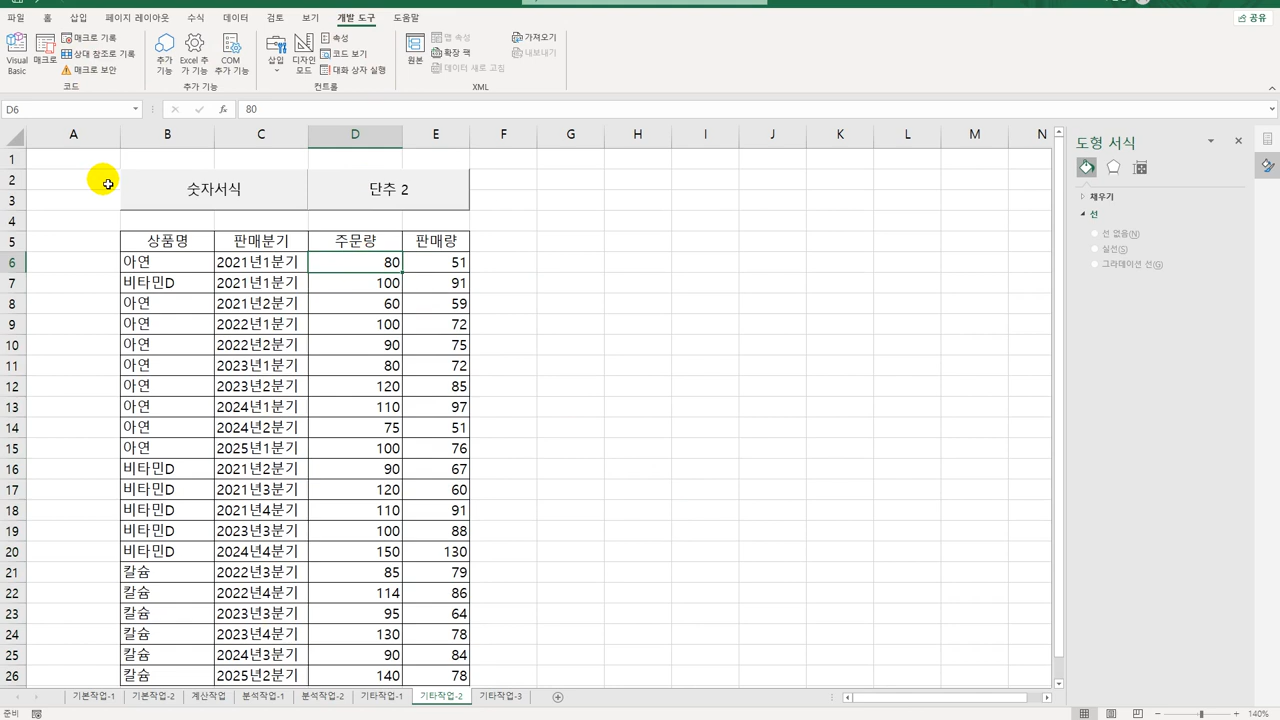 파일 홈 삽입 페이지 레이아웃 수식 데이터 검토 보기 개발 도구 도움말 공유
Visual Basic
매크로
매크로 기록
상대 참조로 기록
매크로 보안
코드
추가 기능
Excel 추가 기능
COM 추가 기능
추가 기능
삽입
디자인 모드
속성
코드 보기
대화 상자 실행
컨트롤
원본
맵 속성
확장 팩
데이터 새로 고침
가져오기
내보내기
XML
D6 fx 80
A B C D E F G H I J K L M N
1
2
3
숫자서식 단추 2
4
5 상품명 판매분기 주문량 판매량
6 아연 2021년1분기 80 51
7 비타민D 2021년1분기 100 91
8 아연 2021년2분기 60 59
9 아연 2022년1분기 100 72
10 아연 2022년2분기 90 75
11 아연 2023년1분기 80 72
12 아연 2023년2분기 120 85
13 아연 2024년1분기 110 97
14 아연 2024년2분기 75 51
15 아연 2025년1분기 100 76
16 비타민D 2021년2분기 90 67
17 비타민D 2021년3분기 120 60
18 비타민D 2021년4분기 110 91
19 비타민D 2023년3분기 100 88
20 비타민D 2024년4분기 150 130
21 칼슘 2022년3분기 85 79
22 칼슘 2022년4분기 114 86
23 칼슘 2023년3분기 95 64
24 칼슘 2023년4분기 130 78
25 칼슘 2024년3분기 90 84
26 칼슘 2025년2분기 140 78
도형 서식
채우기
선
선 없음(N)
실선(S)
그라데이션 선(G)
기본작업-1 기본작업-2 계산작업 분석작업-1 분석작업-2 기타작업-1 기타작업-2 기타작업-3
준비 140%